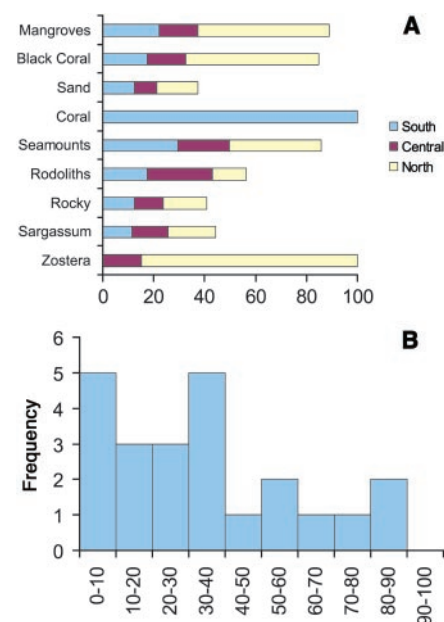 A
Mangroves
Black Coral
Sand
Coral
Seamounts
Rodoliths
Rocky
Sargassum
Zostera
South
Central
North
0 20 40 60 80 100
B
Frequency
6
5
4
3
2
1
0
0-10 10-20 20-30 30-40 40-50 50-60 60-70 70-80 80-90 90-100